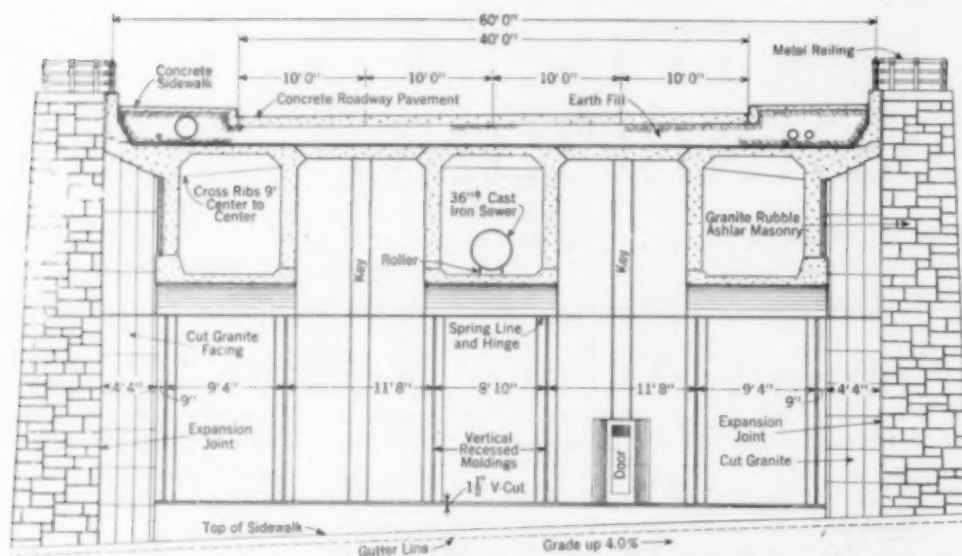 60'0"
40'0"
Metal Railing
Concrete
Sidewalk
10'0"
10'0"
10'0"
10'0"
Concrete Roadway Pavement
Earth Fill
Cross Ribs 9'
Center to
Center
36"ϕ Cast
Iron Sewer
Granite Rubble
Ashlar Masonry
Roller
Key
Key
Cut Granite
Facing
Spring Line
and Hinge
4'4"
9'4"
11'8"
8'10"
11'8"
9'4"
4'4"
9"
9"
Expansion
Joint
Vertical
Recessed
Moldings
Door
Expansion
Joint
Cut Granite
1½" V-Cut
Top of Sidewalk
Gutter Line
Grade up 4.0%